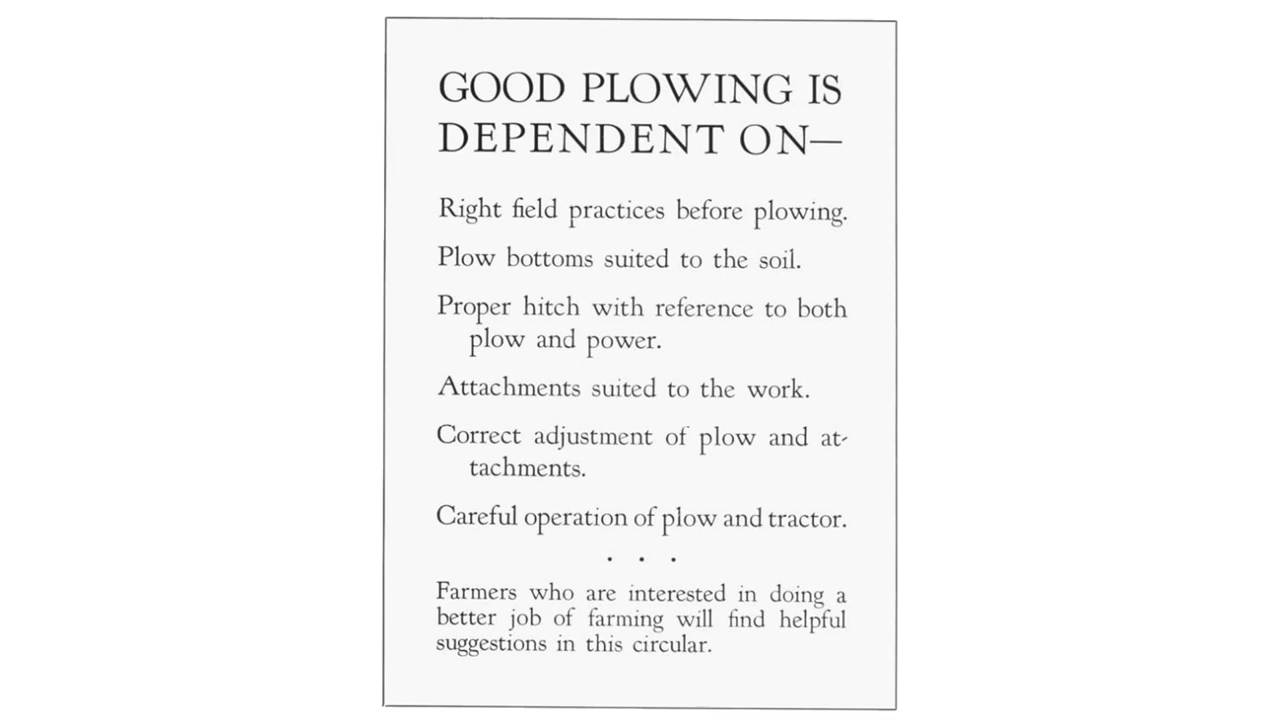 GOOD PLOWING IS
DEPENDENT ON—
Right field practices before plowing.
Plow bottoms suited to the soil.
Proper hitch with reference to both
plow and power.
Attachments suited to the work.
Correct adjustment of plow and at-
tachments.
Careful operation of plow and tractor.
. . .
Farmers who are interested in doing a
better job of farming will find helpful
suggestions in this circular.